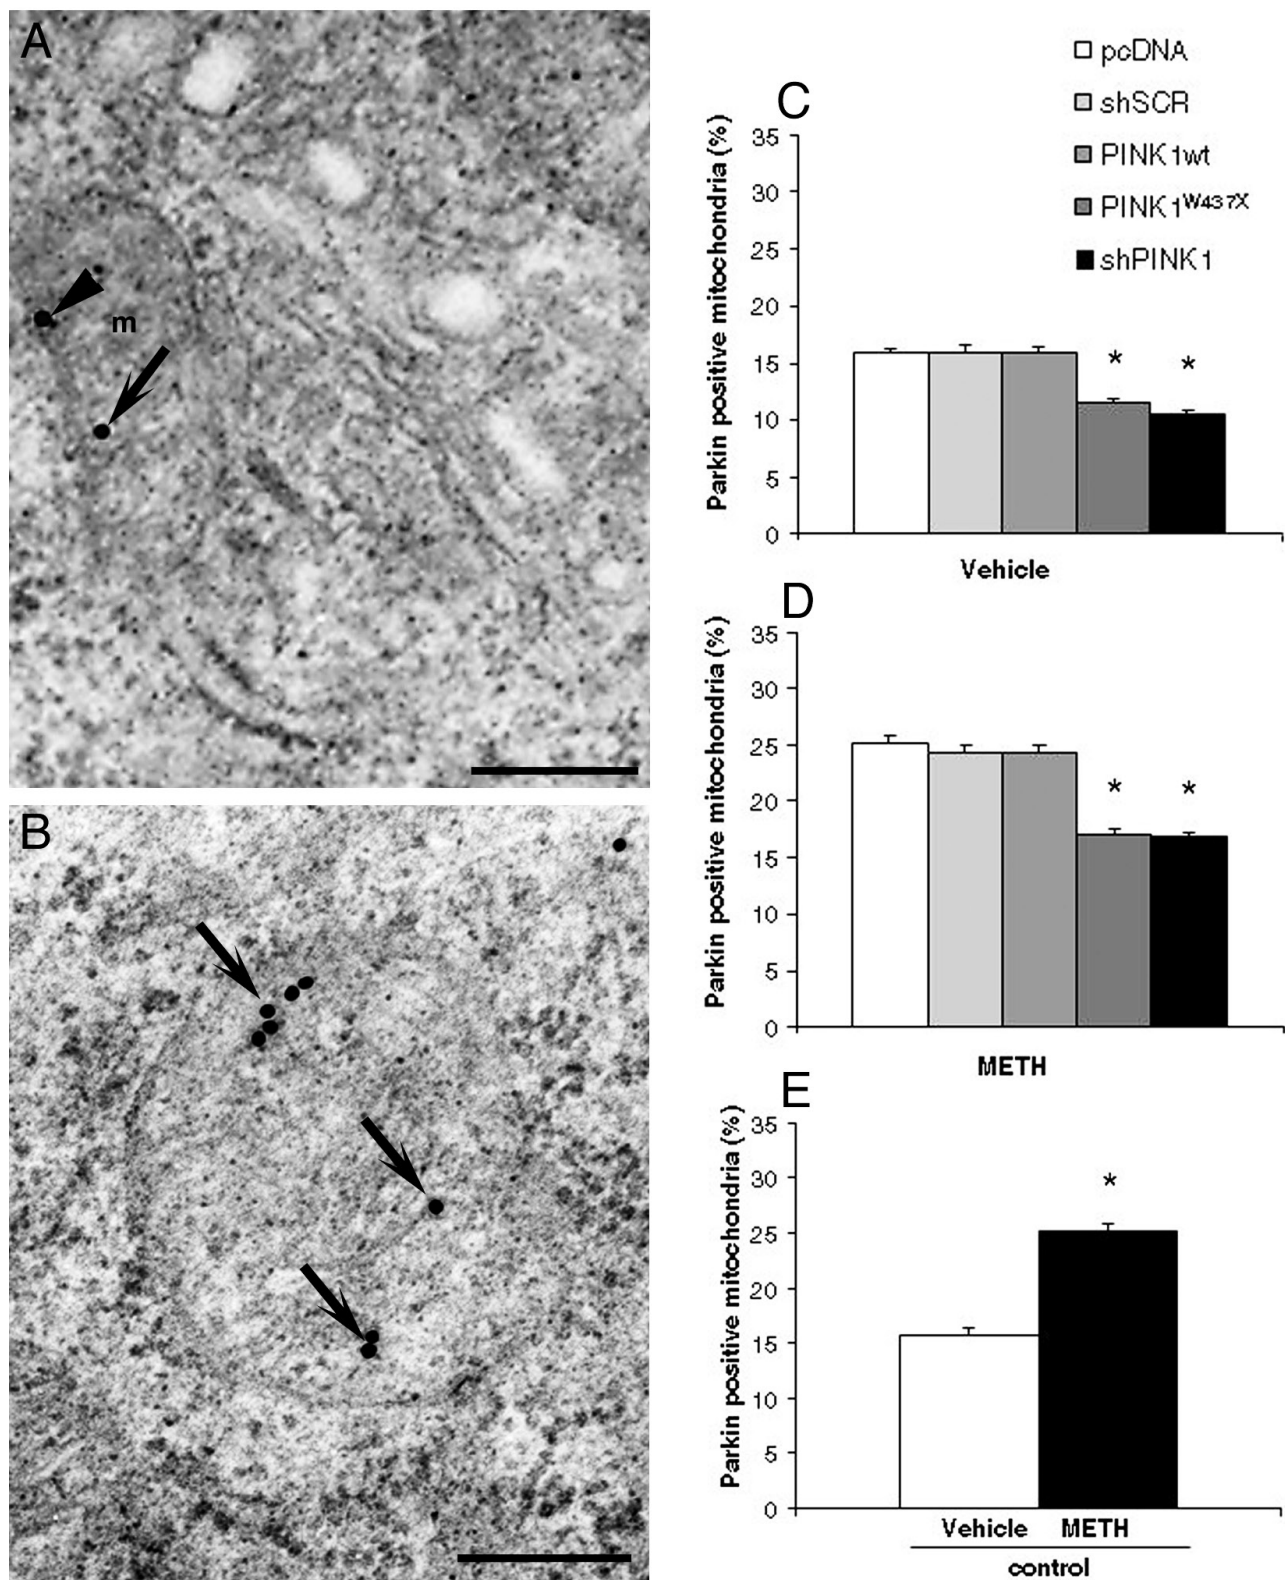 A
m
B
pcDNA
shSCR
PINK1wt
PINK1W437X
shPINK1
C
Parkin positive mitochondria (%)
35
30
25
20
15
10
5
0
*
*
Vehicle
D
Parkin positive mitochondria (%)
35
30
25
20
15
10
5
0
*
*
METH
E
Parkin positive mitochondria (%)
35
30
25
20
15
10
5
0
*
Vehicle METH
control